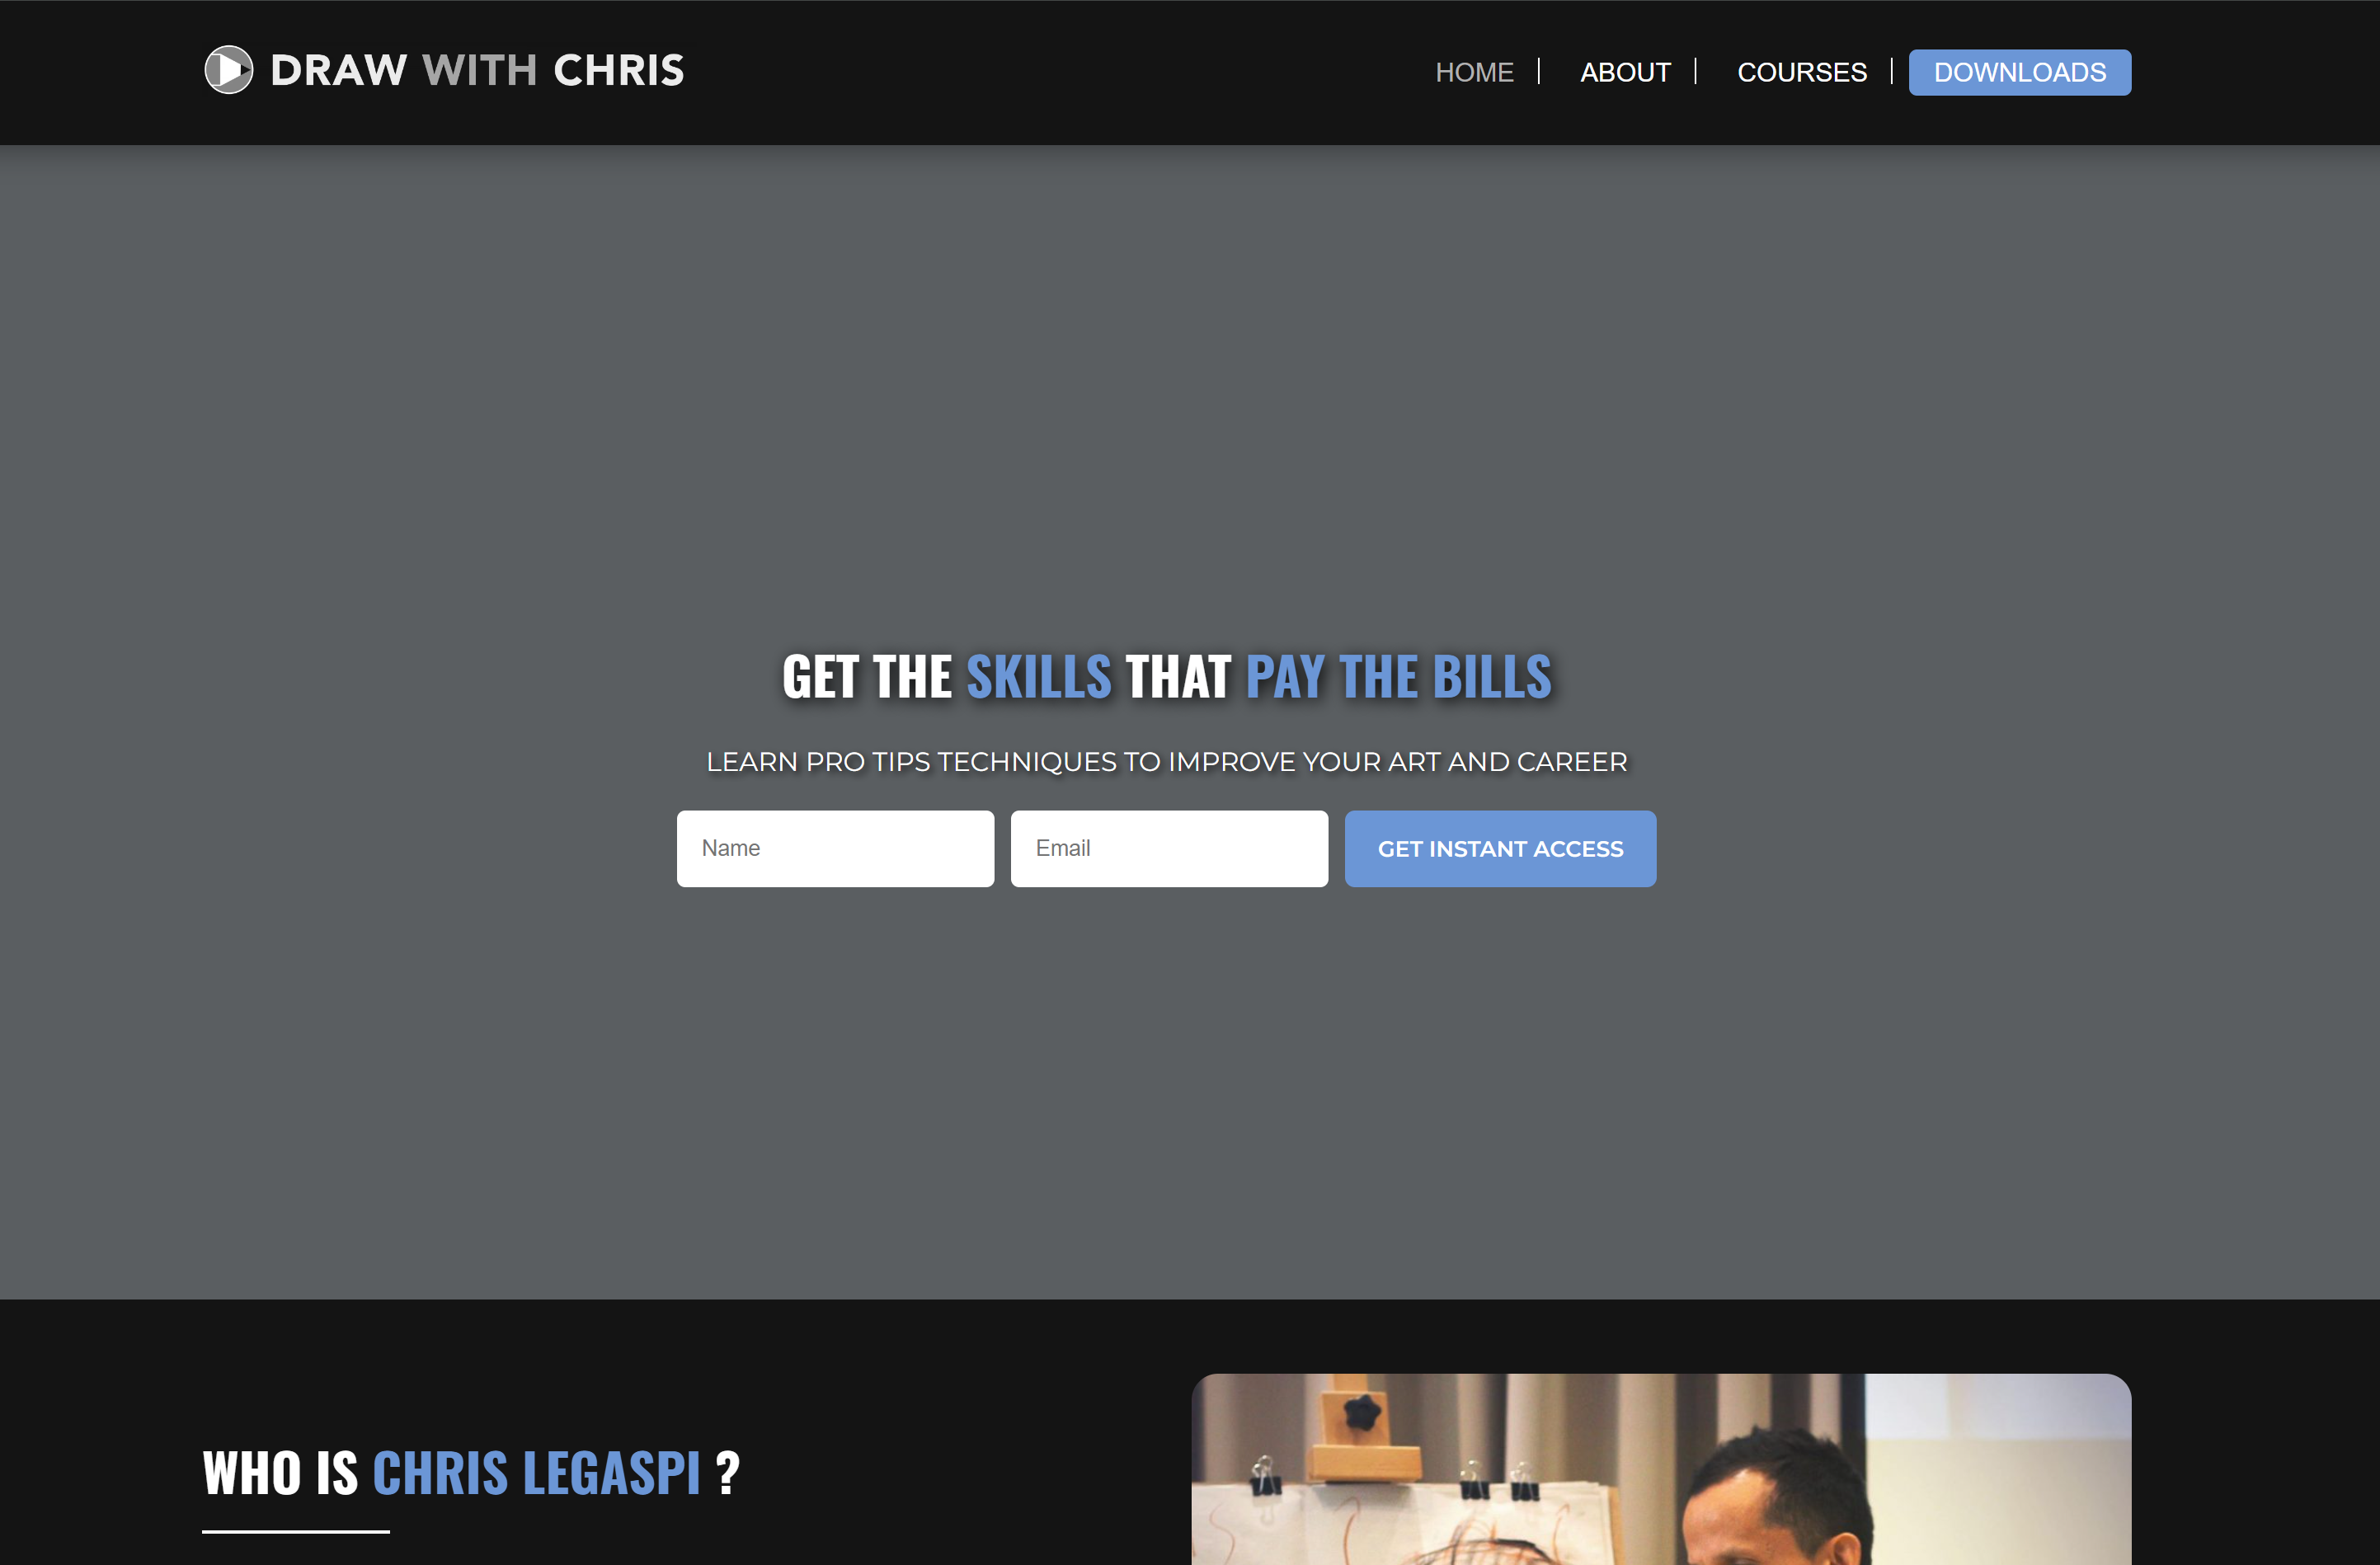 DRAW WITH CHRIS
HOME
ABOUT
COURSES
DOWNLOADS
GET THE SKILLS THAT PAY THE BILLS
LEARN PRO TIPS TECHNIQUES TO IMPROVE YOUR ART AND CAREER
Name
Email
GET INSTANT ACCESS
WHO IS CHRIS LEGASPI ?